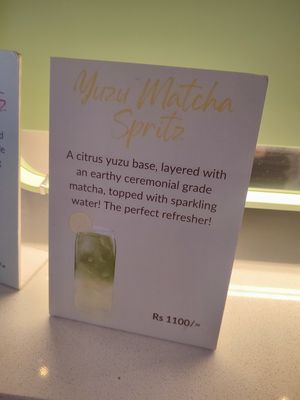 Yuzu Matcha
Spritz
A citrus yuzu base, layered with
an earthy ceremonial grade
matcha, topped with sparkling
water! The perfect refresher!
Rs 1100/=